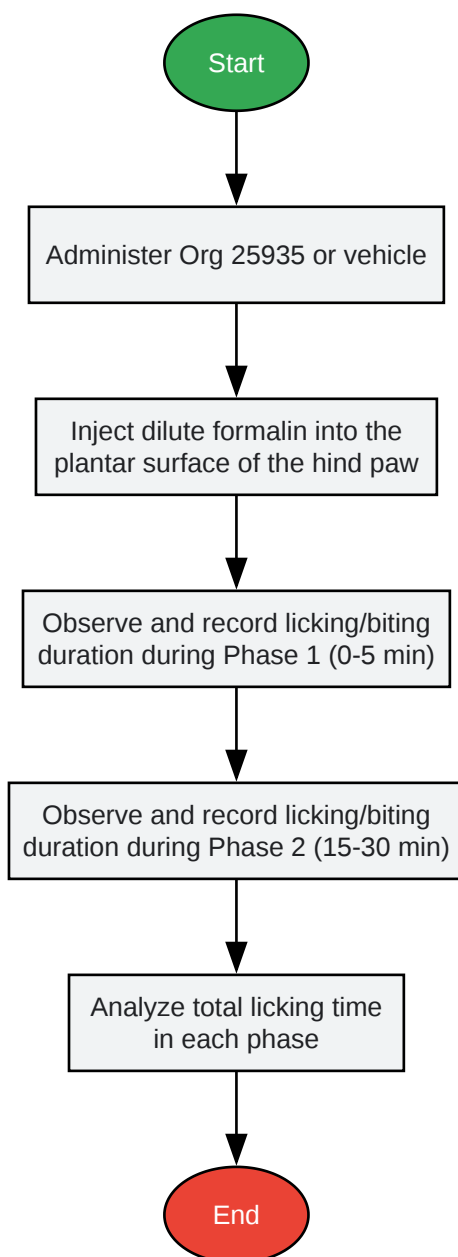 Start
Administer Org 25935 or vehicle
Inject dilute formalin into the
plantar surface of the hind paw
Observe and record licking/biting
duration during Phase 1 (0-5 min)
Observe and record licking/biting
duration during Phase 2 (15-30 min)
Analyze total licking time
in each phase
End